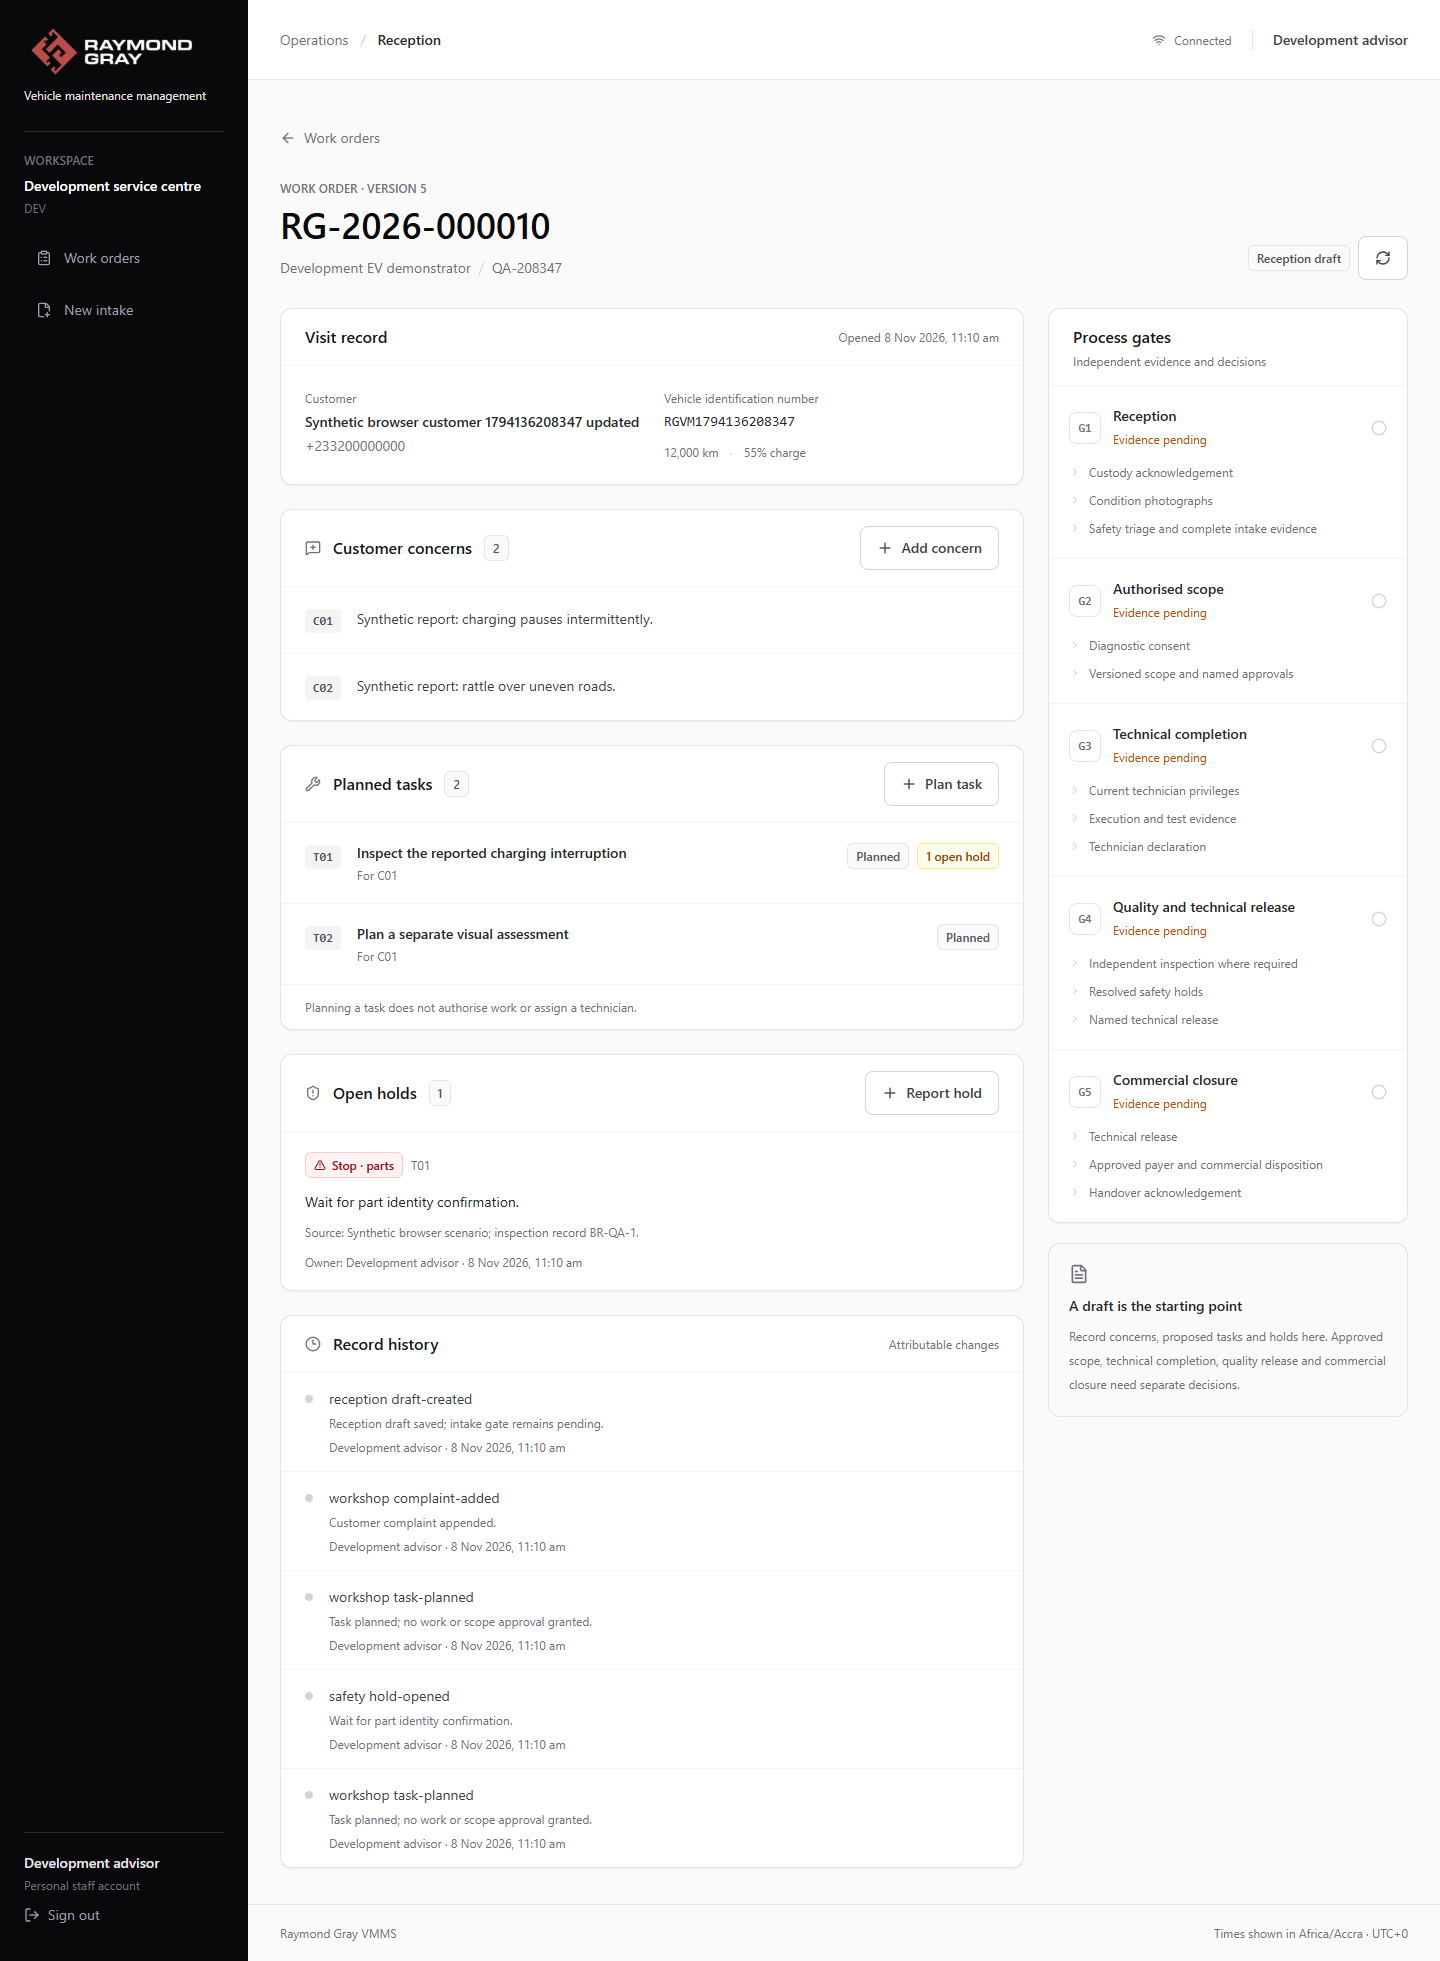 RAYMOND
GRAY
Vehicle maintenance management
WORKSPACE
Development service centre
DEV
Work orders
New intake
Development advisor
Personal staff account
Sign out
Operations / Reception
Connected
Development advisor
Work orders
WORK ORDER · VERSION 5
RG-2026-000010
Development EV demonstrator / QA-208347
Reception draft
Visit record
Opened 8 Nov 2026, 11:10 am
Customer
Synthetic browser customer 1794136208347 updated
+233200000000
Vehicle identification number
RGVM1794136208347
12,000 km · 55% charge
Customer concerns 2
Add concern
C01 Synthetic report: charging pauses intermittently.
C02 Synthetic report: rattle over uneven roads.
Planned tasks 2
Plan task
T01 Inspect the reported charging interruption
For C01
Planned 1 open hold
T02 Plan a separate visual assessment
For C01
Planned
Planning a task does not authorise work or assign a technician.
Open holds 1
Report hold
Stop · parts T01
Wait for part identity confirmation.
Source: Synthetic browser scenario; inspection record BR-QA-1.
Owner: Development advisor · 8 Nov 2026, 11:10 am
Record history
Attributable changes
reception draft-created
Reception draft saved; intake gate remains pending.
Development advisor · 8 Nov 2026, 11:10 am
workshop complaint-added
Customer complaint appended.
Development advisor · 8 Nov 2026, 11:10 am
workshop task-planned
Task planned; no work or scope approval granted.
Development advisor · 8 Nov 2026, 11:10 am
safety hold-opened
Wait for part identity confirmation.
Development advisor · 8 Nov 2026, 11:10 am
workshop task-planned
Task planned; no work or scope approval granted.
Development advisor · 8 Nov 2026, 11:10 am
Process gates
Independent evidence and decisions
G1 Reception
Evidence pending
Custody acknowledgement
Condition photographs
Safety triage and complete intake evidence
G2 Authorised scope
Evidence pending
Diagnostic consent
Versioned scope and named approvals
G3 Technical completion
Evidence pending
Current technician privileges
Execution and test evidence
Technician declaration
G4 Quality and technical release
Evidence pending
Independent inspection where required
Resolved safety holds
Named technical release
G5 Commercial closure
Evidence pending
Technical release
Approved payer and commercial disposition
Handover acknowledgement
A draft is the starting point
Record concerns, proposed tasks and holds here. Approved
scope, technical completion, quality release and commercial
closure need separate decisions.
Raymond Gray VMMS
Times shown in Africa/Accra · UTC+0